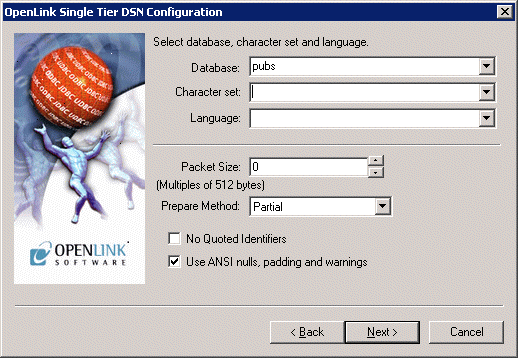 OpenLink Single Tier DSN Configuration
Select database, character set and language.
Database: pubs
Character set:
Language:
Packet Size: 0
(Multiples of 512 bytes)
Prepare Method: Partial
No Quoted Identifiers
Use ANSI nulls, padding and warnings
OPENLINK
SOFTWARE
< Back Next > Cancel